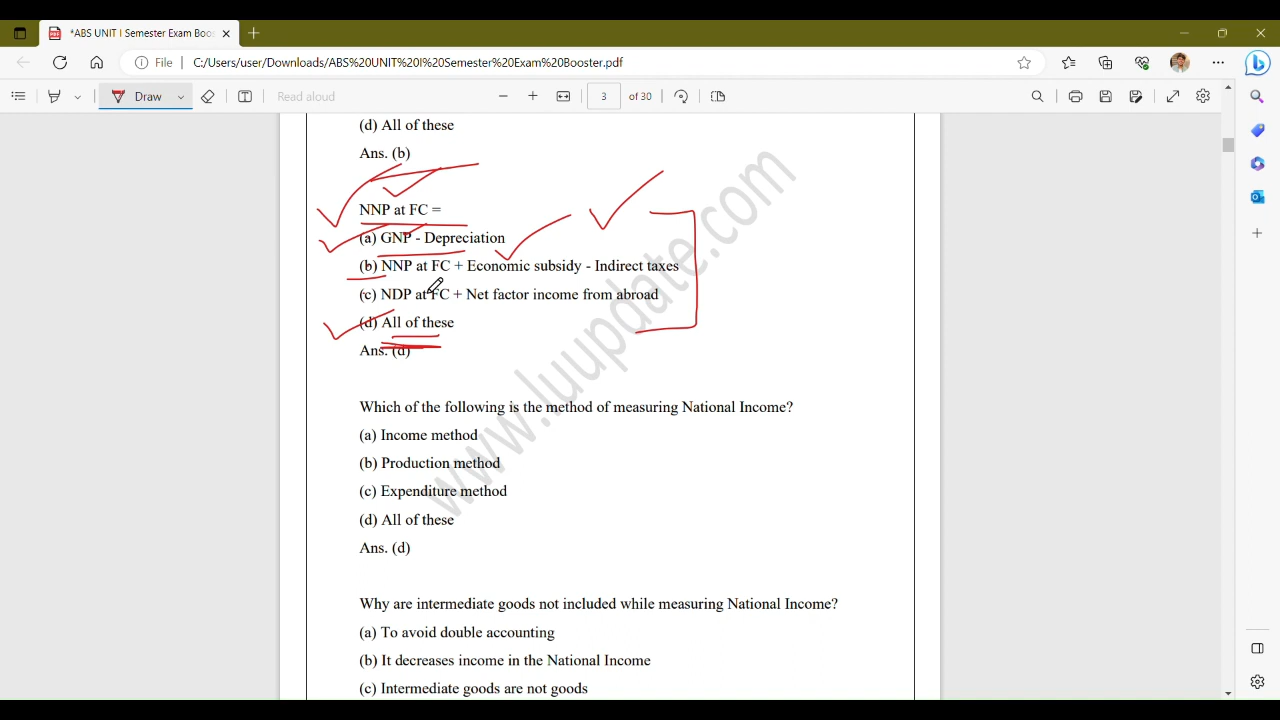 *ABS UNIT I Semester Exam Boo
File
C:/Users/user/Downloads/ABS%20UNIT%20I%20Semester%20Exam%20Booster.pdf
Draw
Read aloud
3 of 30
(d) All of these
Ans. (b)
NNP at FC =
(a) GNP - Depreciation
(b) NNP at FC + Economic subsidy - Indirect taxes
(c) NDP at FC + Net factor income from abroad
(d) All of these
Ans. (d)
Which of the following is the method of measuring National Income?
(a) Income method
(b) Production method
(c) Expenditure method
(d) All of these
Ans. (d)
Why are intermediate goods not included while measuring National Income?
(a) To avoid double accounting
(b) It decreases income in the National Income
(c) Intermediate goods are not goods
www.luupdate.com